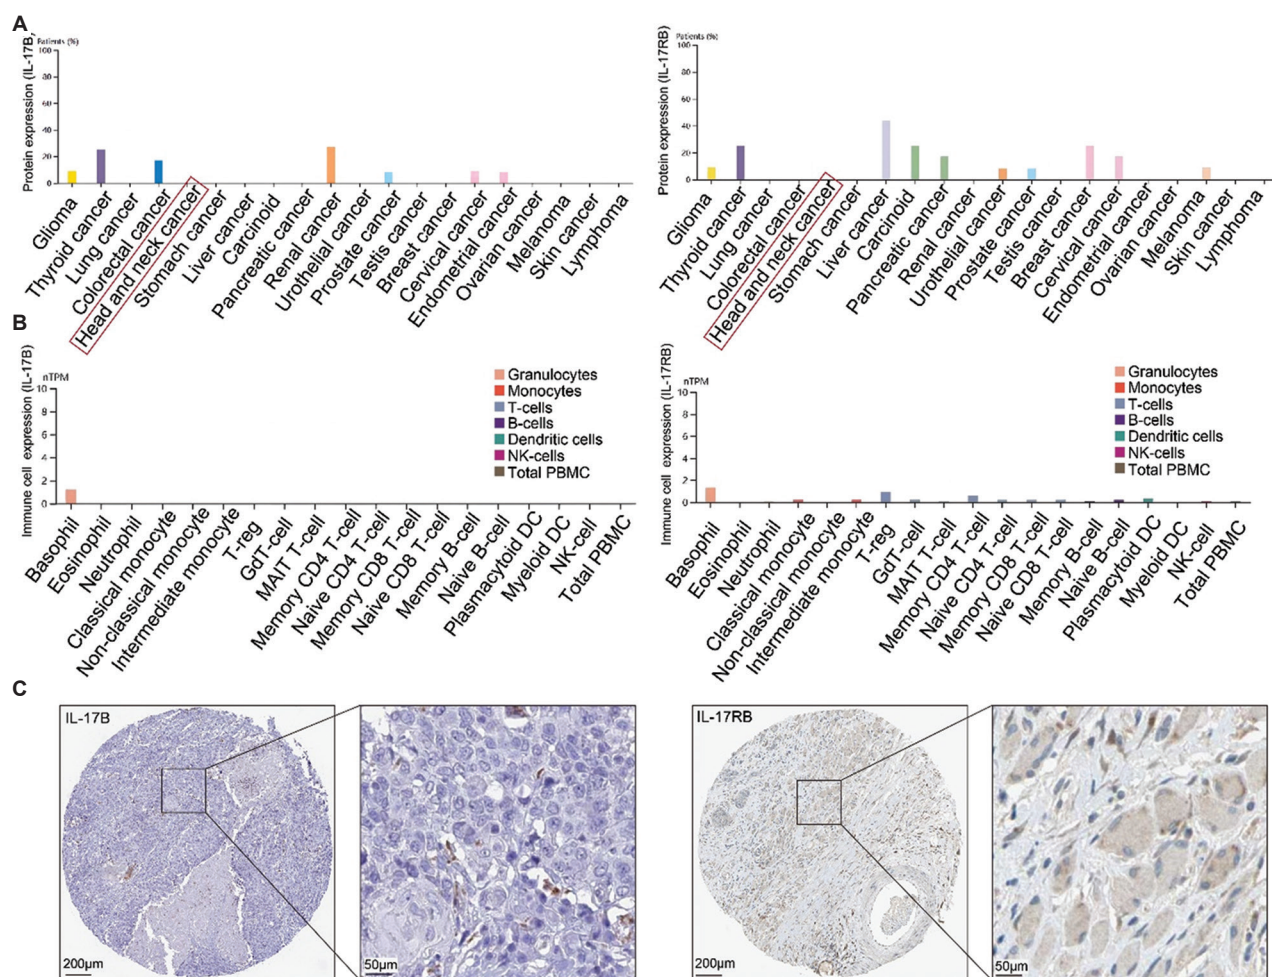 A
Patients (%)
Protein expression (IL-17B)
100
80
60
40
20
0
Glioma
Thyroid cancer
Lung cancer
Colorectal cancer
Head and neck cancer
Stomach cancer
Liver cancer
Carcinoid
Pancreatic cancer
Renal cancer
Urothelial cancer
Prostate cancer
Testis cancer
Breast cancer
Cervical cancer
Endometrial cancer
Ovarian cancer
Melanoma
Skin cancer
Lymphoma
Patients (%)
Protein expression (IL-17RB)
100
80
60
40
20
0
Glioma
Thyroid cancer
Lung cancer
Colorectal cancer
Head and neck cancer
Stomach cancer
Liver cancer
Carcinoid
Pancreatic cancer
Renal cancer
Urothelial cancer
Prostate cancer
Testis cancer
Breast cancer
Cervical cancer
Endometrial cancer
Ovarian cancer
Melanoma
Skin cancer
Lymphoma
B
Immune cell expression (IL-17B)
nTPM
10
8
6
4
2
0
Granulocytes
Monocytes
T-cells
B-cells
Dendritic cells
NK-cells
Total PBMC
Basophil
Eosinophil
Neutrophil
Classical monocyte
Non-classical monocyte
Intermediate monocyte
T-reg
GdT-cell
MAIT T-cell
Memory CD4 T-cell
Naive CD4 T-cell
Memory CD8 T-cell
Naive CD8 T-cell
Memory B-cell
Naive B-cell
Plasmacytoid DC
Myeloid DC
NK-cell
Total PBMC
Immune cell expression (IL-17RB)
nTPM
10
8
6
4
2
0
Granulocytes
Monocytes
T-cells
B-cells
Dendritic cells
NK-cells
Total PBMC
Basophil
Eosinophil
Neutrophil
Classical monocyte
Non-classical monocyte
Intermediate monocyte
T-reg
GdT-cell
MAIT T-cell
Memory CD4 T-cell
Naive CD4 T-cell
Memory CD8 T-cell
Naive CD8 T-cell
Memory B-cell
Naive B-cell
Plasmacytoid DC
Myeloid DC
NK-cell
Total PBMC
C
IL-17B
200μm
50μm
IL-17RB
200μm
50μm